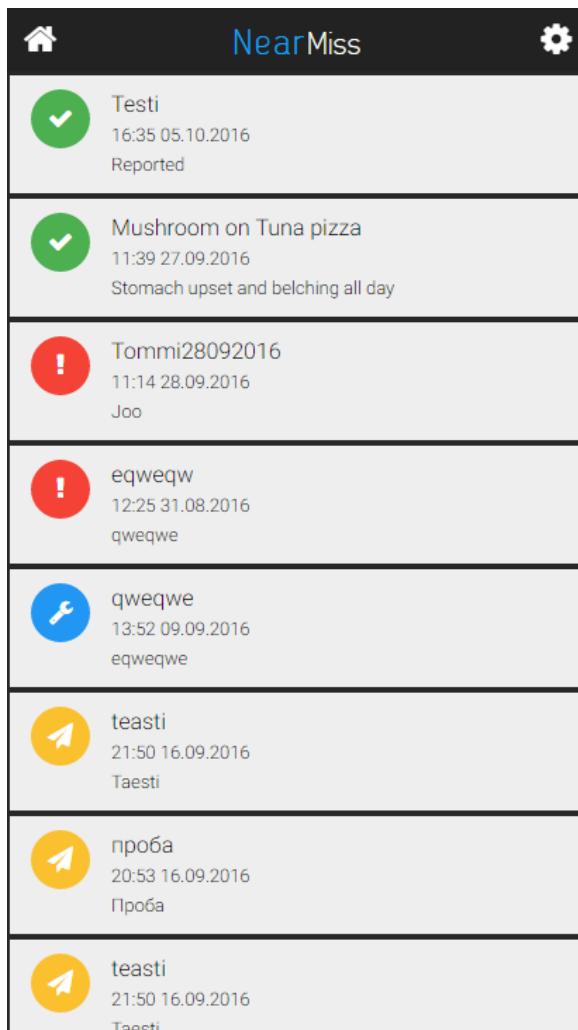 NearMiss
Testi
16:35 05.10.2016
Reported
Mushroom on Tuna pizza
11:39 27.09.2016
Stomach upset and belching all day
Tommi28092016
11:14 28.09.2016
Joo
eqweqw
12:25 31.08.2016
qweqwe
qweqwe
13:52 09.09.2016
eqweqwe
teasti
21:50 16.09.2016
Taesti
проба
20:53 16.09.2016
Проба
teasti
21:50 16.09.2016
Taesti